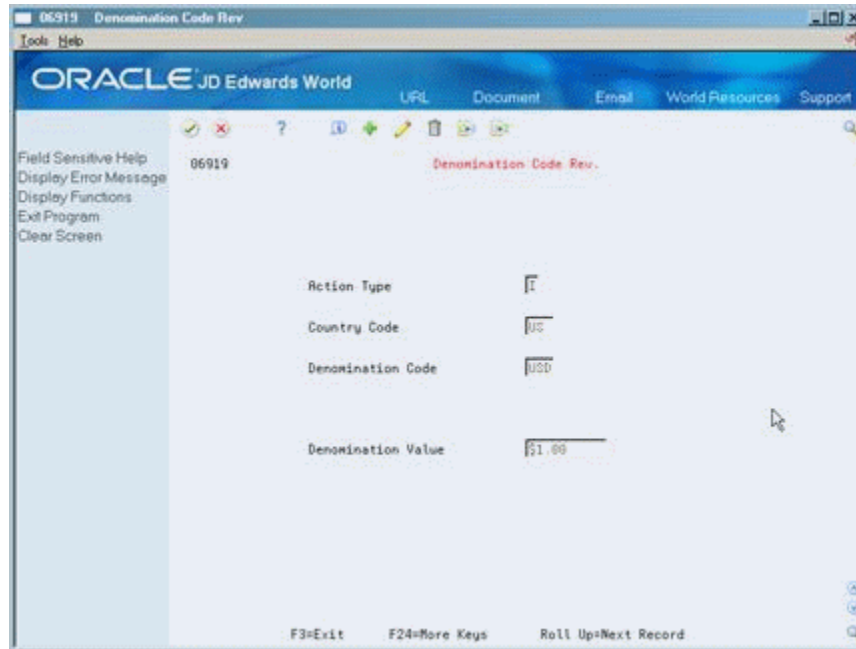 06919 Denomination Code Rev
Tools Help
ORACLE JD Edwards World
URL Document Email World Resources Support
?
Field Sensitive Help
Display Error Message
Display Functions
Exit Program
Clear Screen
06919 Denomination Code Rev.
Action Type I
Country Code US
Denomination Code USD
Denomination Value $1.00
F3=Exit F24=More Keys Roll Up=Next Record